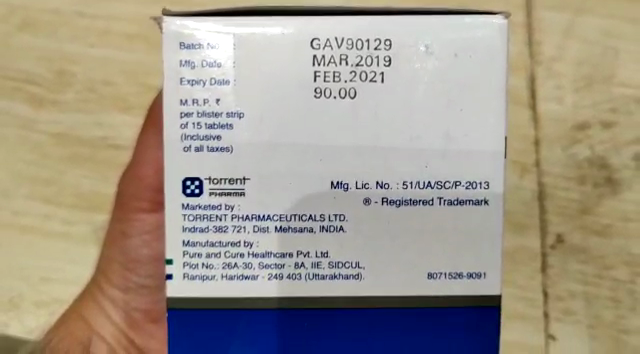 Batch No. : GAV90129
Mfg. Date : MAR.2019
Expiry Date : FEB.2021
M.R.P. ₹ 90.00
per blister strip
of 15 tablets
(Inclusive
of all taxes)
torrent
PHARMA
Mfg. Lic. No. : 51/UA/SC/P-2013
® - Registered Trademark
Marketed by :
TORRENT PHARMACEUTICALS LTD.
Indrad-382 721, Dist. Mehsana, INDIA.
Manufactured by :
Pure and Cure Healthcare Pvt. Ltd.
Plot No.: 26A-30, Sector - 8A, IIE, SIDCUL,
Ranipur, Haridwar - 249 403 (Uttarakhand).
8071526-9091